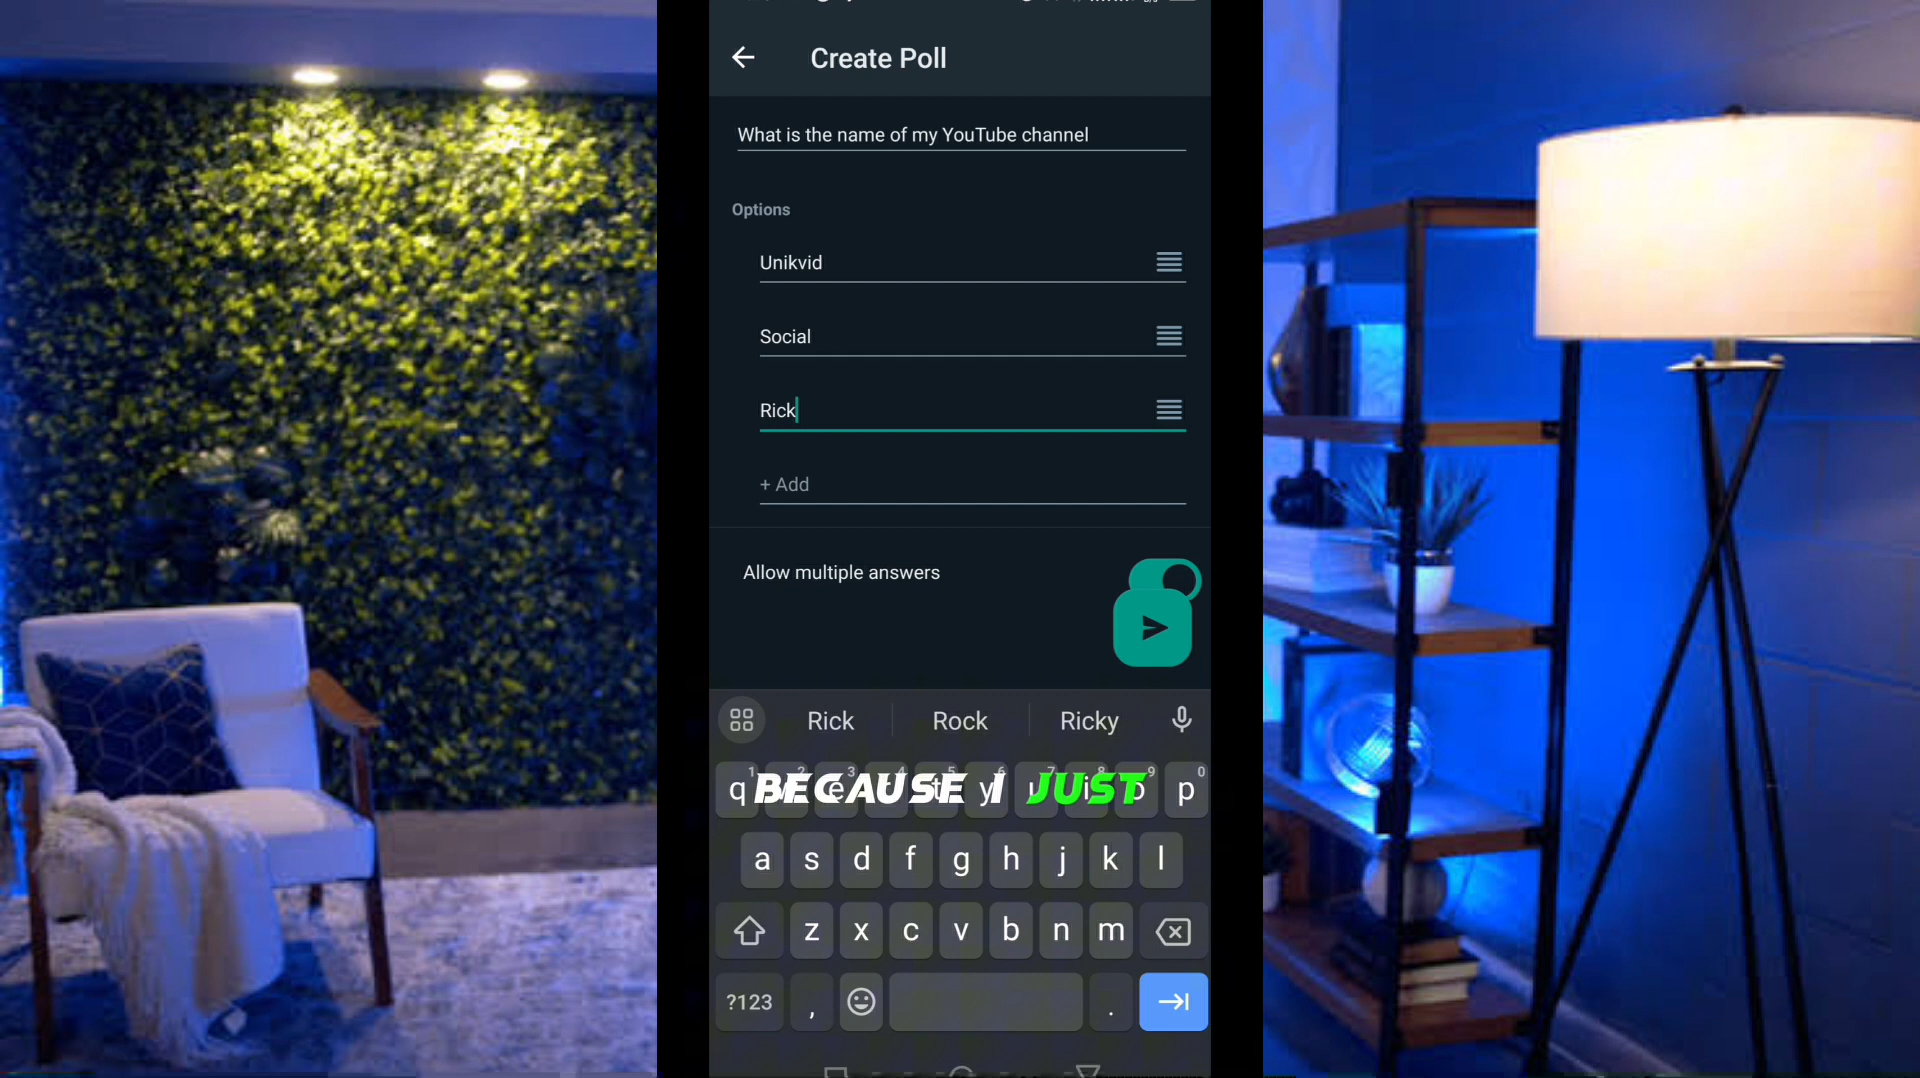 Create Poll
What is the name of my YouTube channel
Options
Unikvid
Social
Rick
+ Add
Allow multiple answers
Rick Rock Ricky
BECAUSE I JUST
q y p
a s d f g h j k l
z x c v b n m
?123 , .